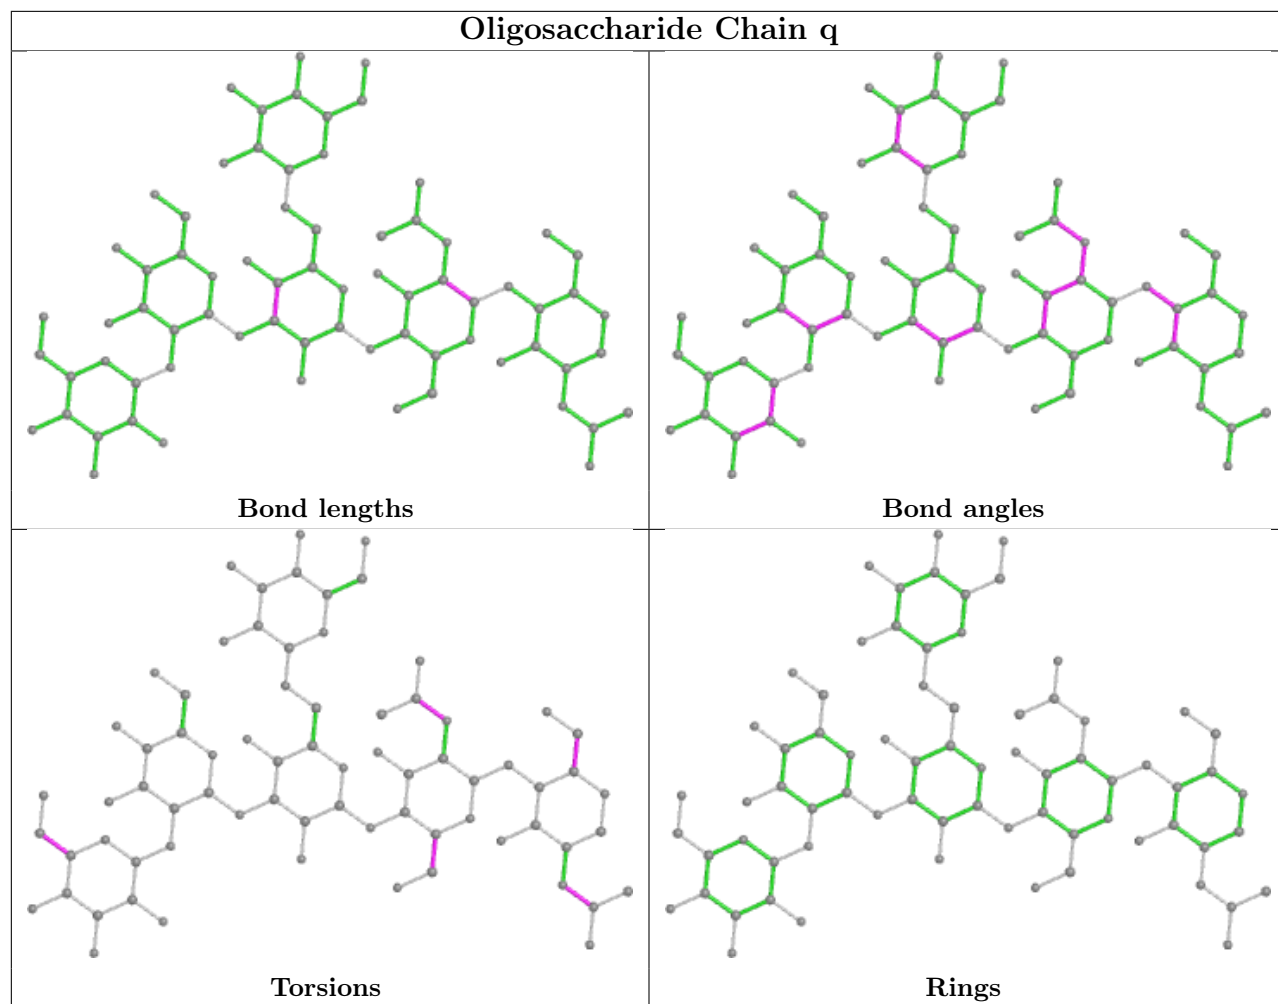 Oligosaccharide Chain q
Bond lengths
Bond angles
Torsions
Rings